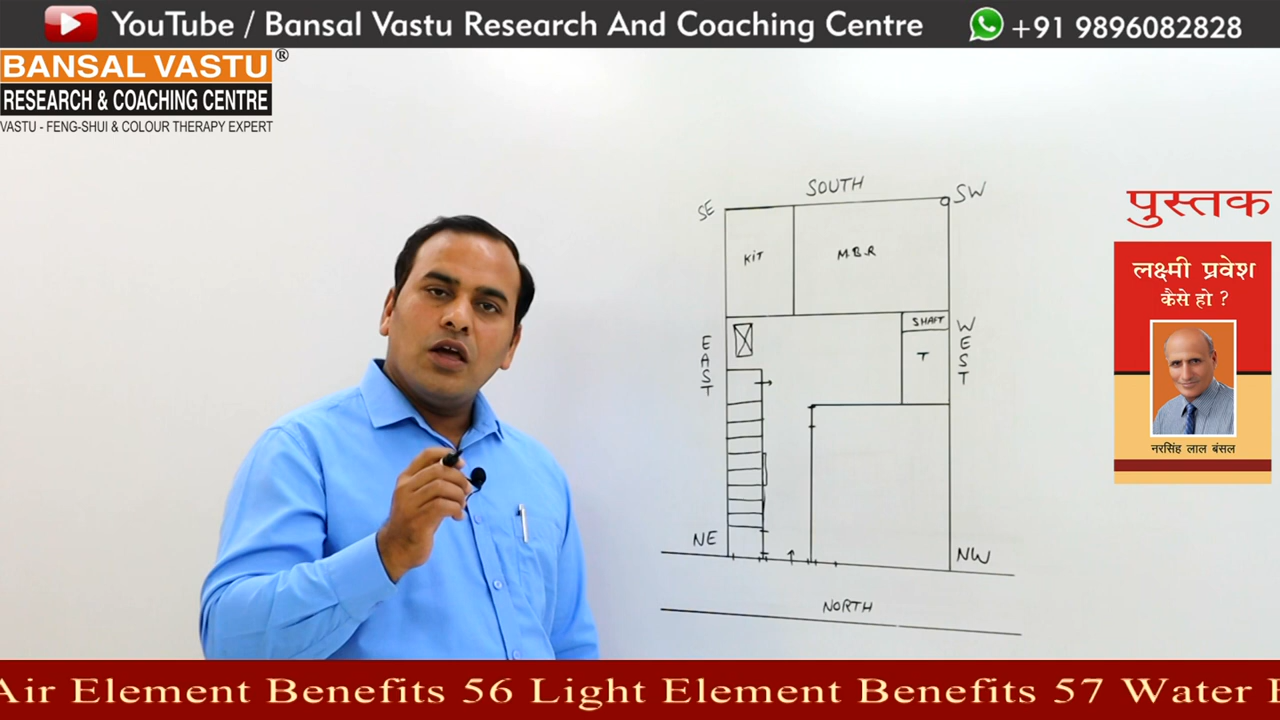 YouTube / Bansal Vastu Research And Coaching Centre
+91 9896082828
BANSAL VASTU®
RESEARCH & COACHING CENTRE
VASTU - FENG-SHUI & COLOUR THERAPY EXPERT
SOUTH
SE
SW
KIT
M.B.R
SHAFT
T
EAST
WEST
NE
NW
NORTH
पुस्तक
लक्ष्मी प्रवेश
कैसे हो ?
नरसिंह लाल बंसल
Air Element Benefits 56 Light Element Benefits 57 Water